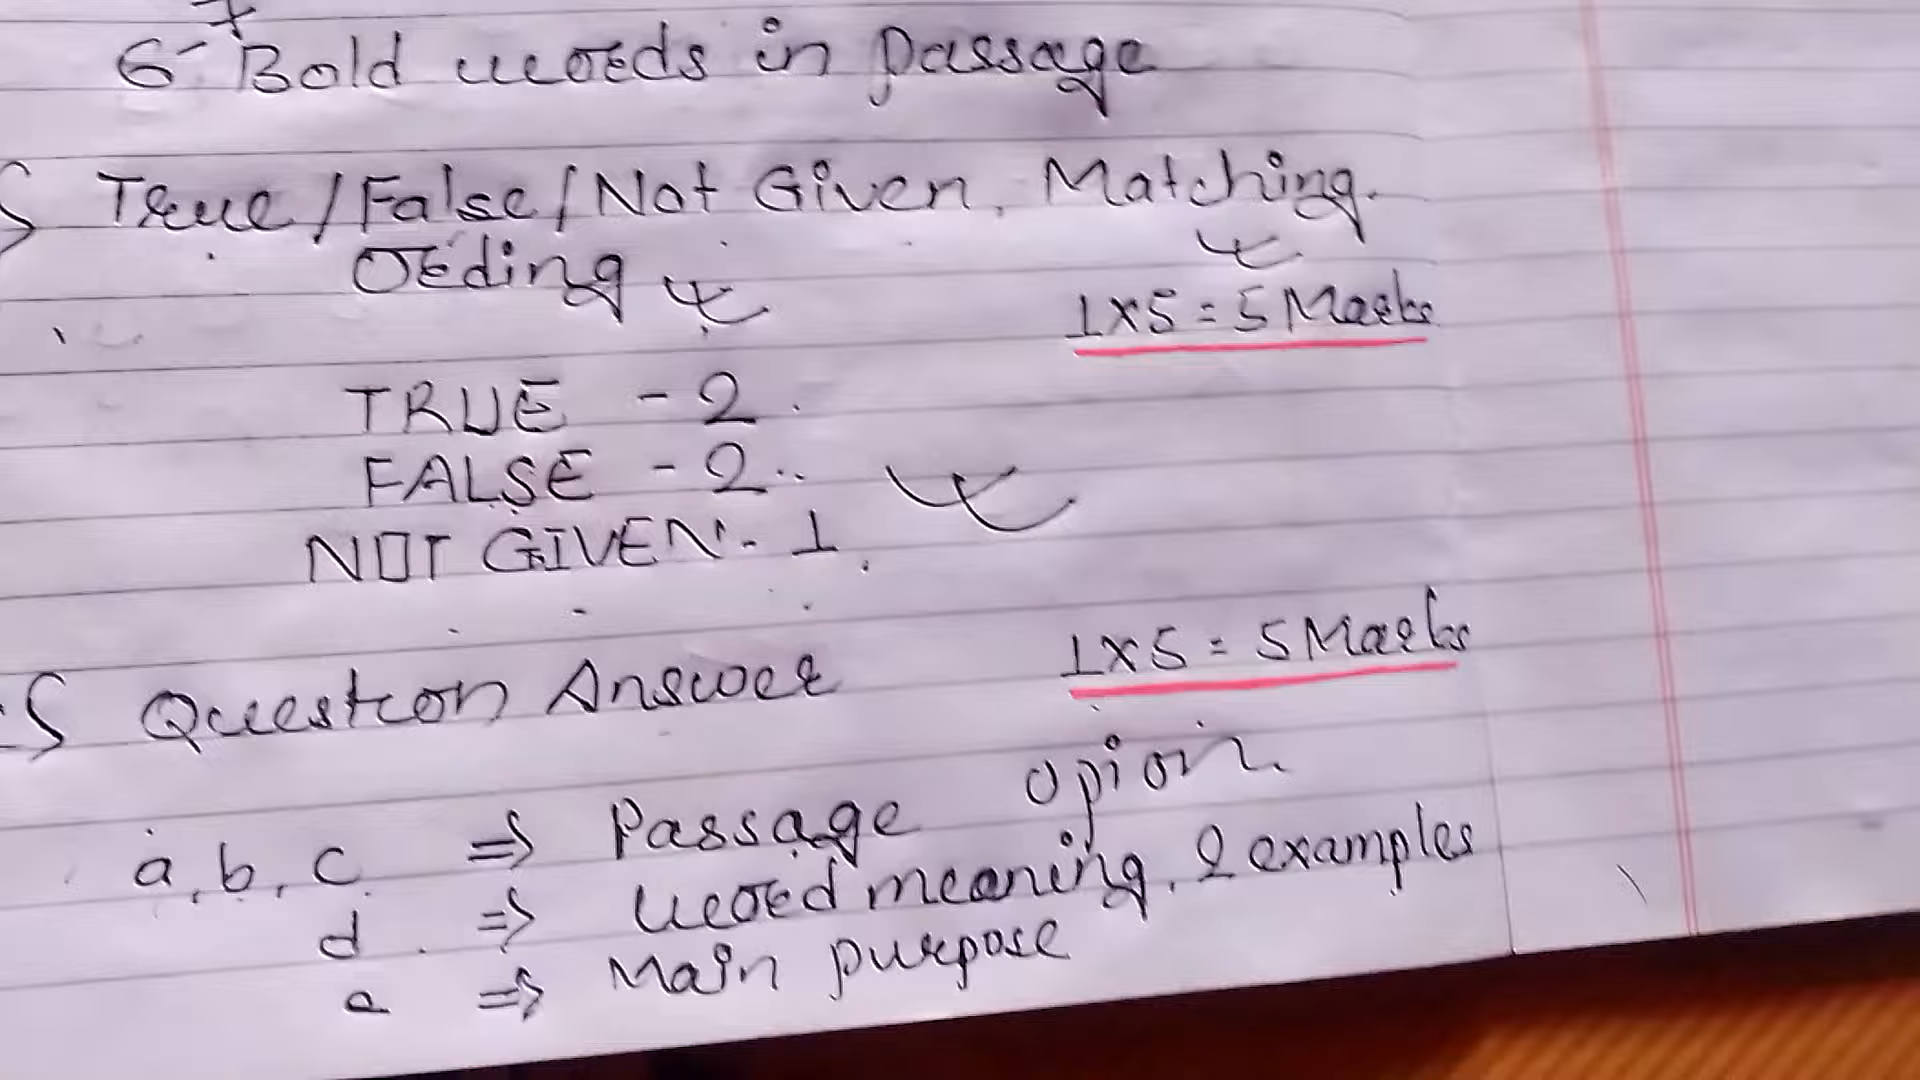 6- Bold words in passage
S True/False/Not Given, Matching.
Ording
1x5 = 5 Marks
TRUE - 2
FALSE - 2
NOT GIVEN - 1
S Question Answer
1x5 = 5 Marks
a, b, c => Passage opioin
d => Word meaning, 2 examples
e => Main purpose